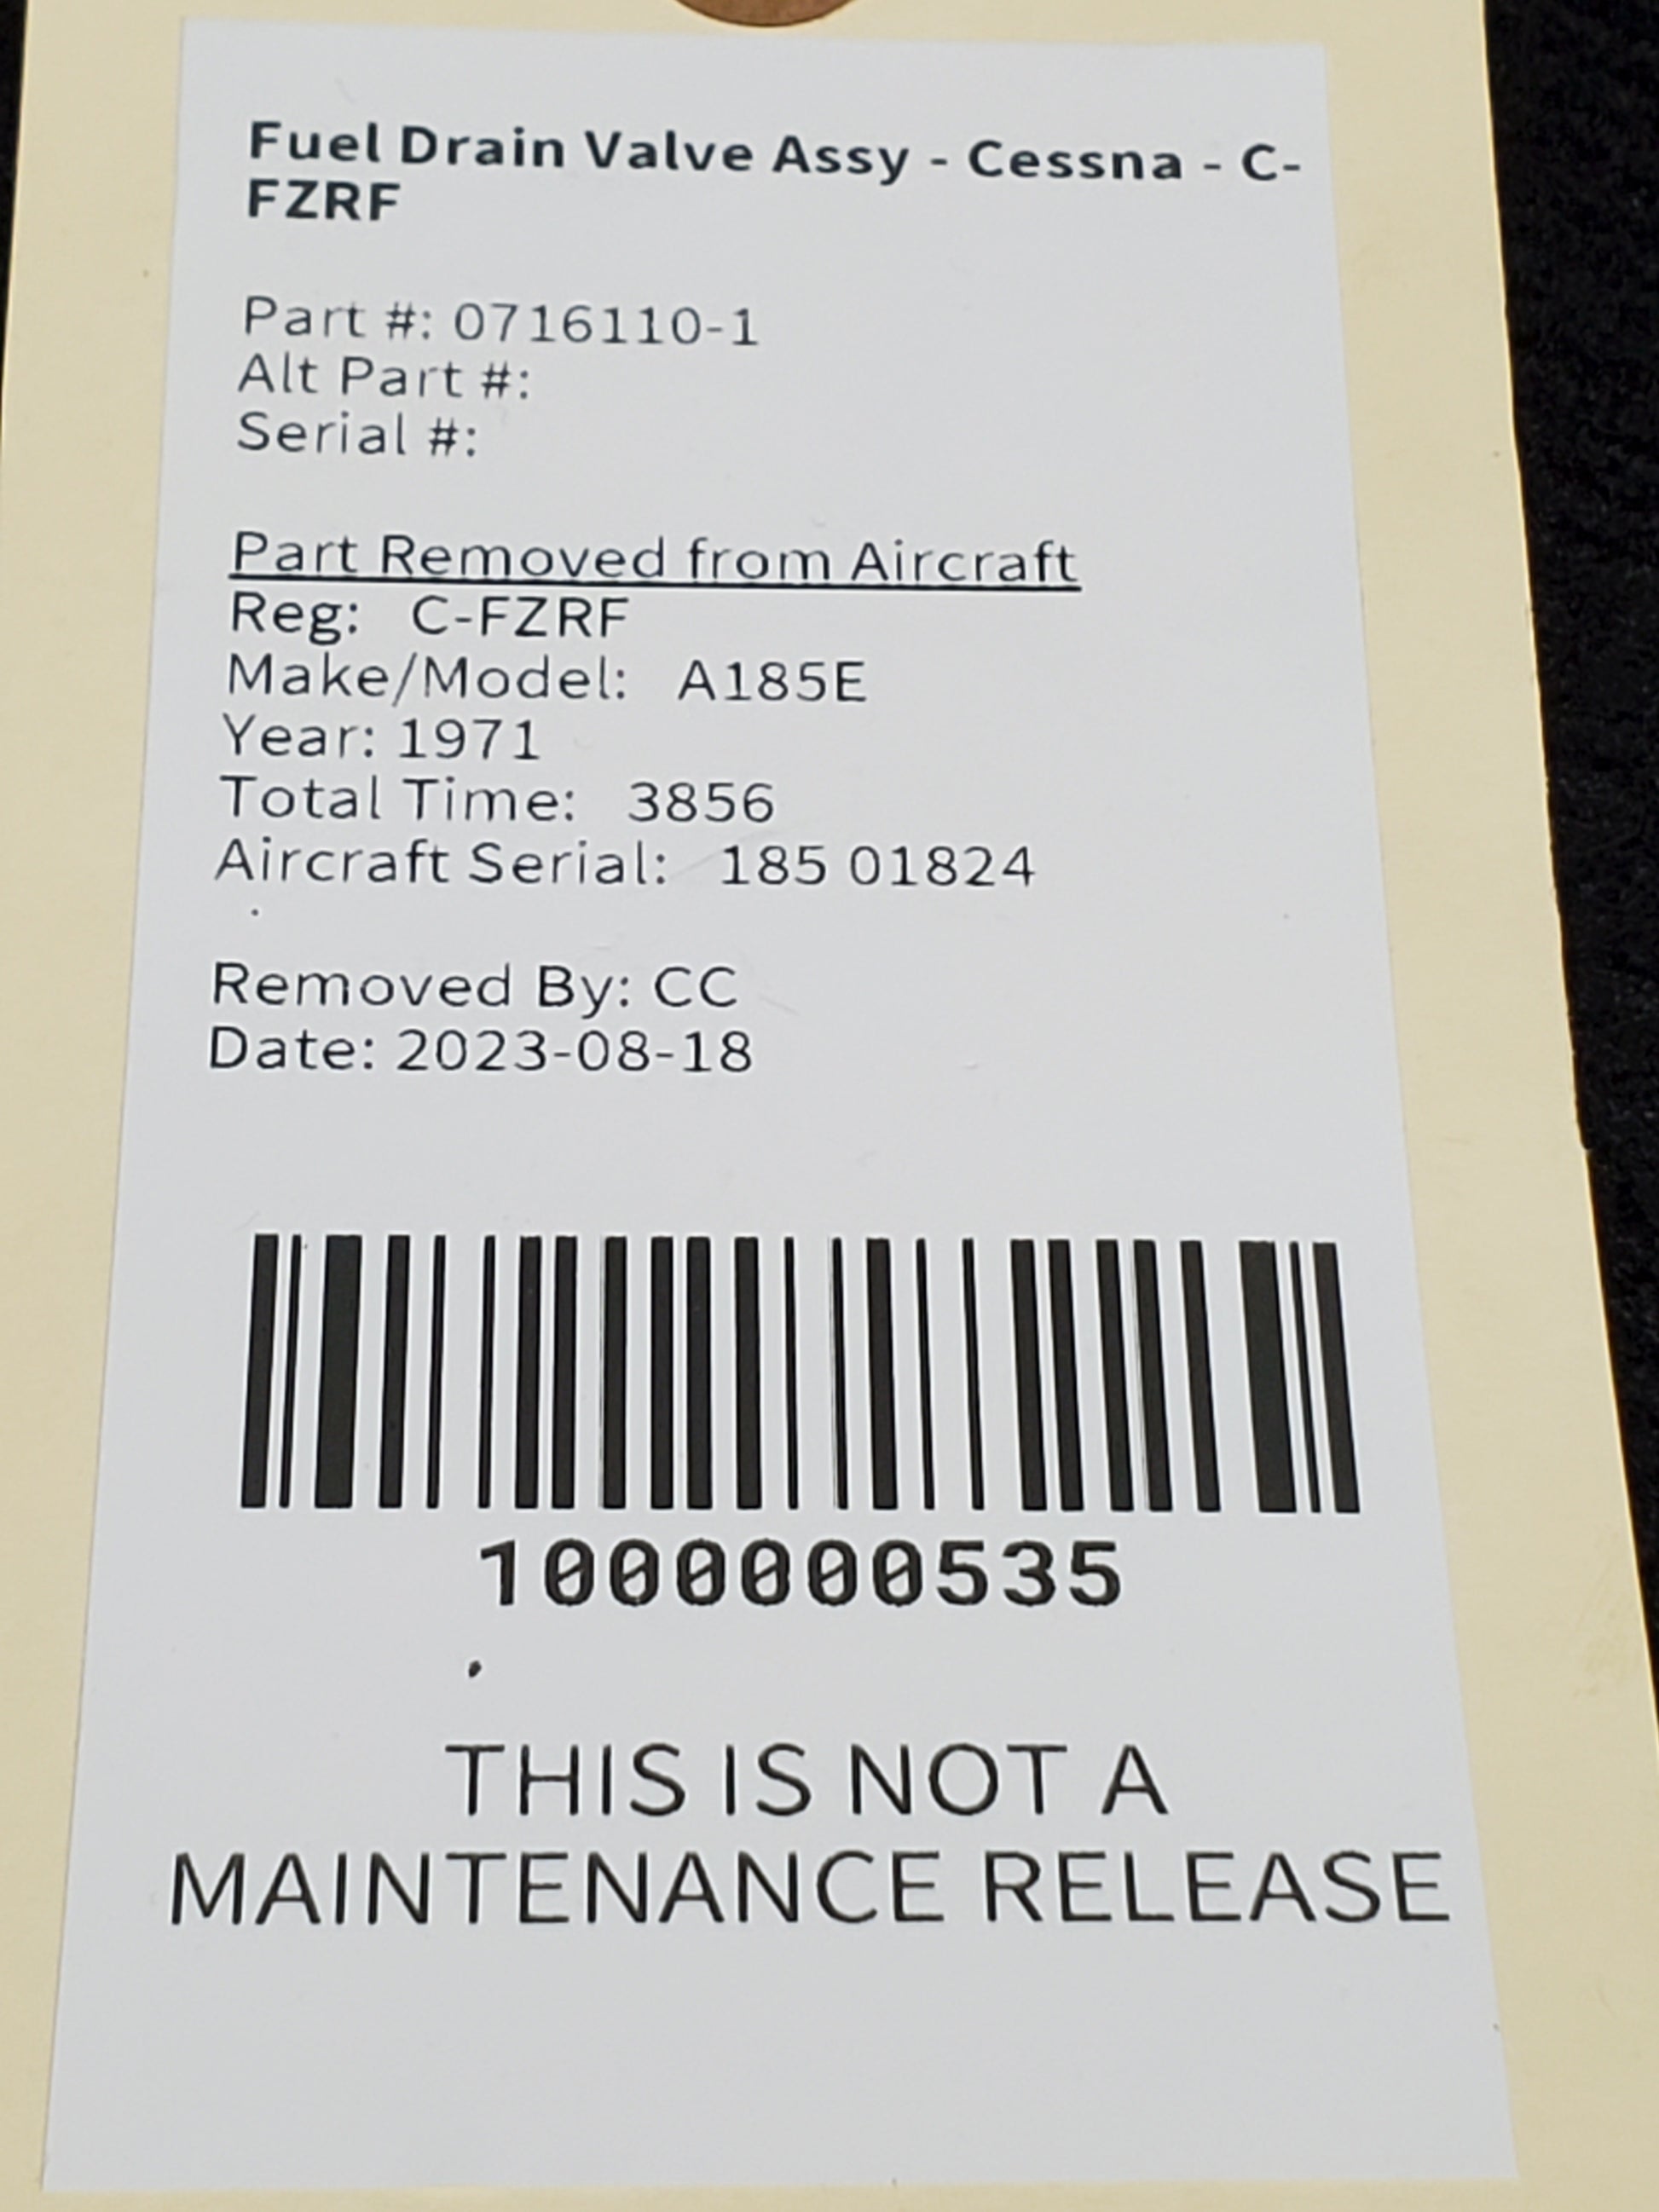 Fuel Drain Valve Assy - Cessna - C-
FZRF
Part #: 0716110-1
Alt Part #:
Serial #:
Part Removed from Aircraft
Reg: C-FZRF
Make/Model: A185E
Year: 1971
Total Time: 3856
Aircraft Serial: 185 01824
Removed By: CC
Date: 2023-08-18
1000000535
THIS IS NOT A
MAINTENANCE RELEASE